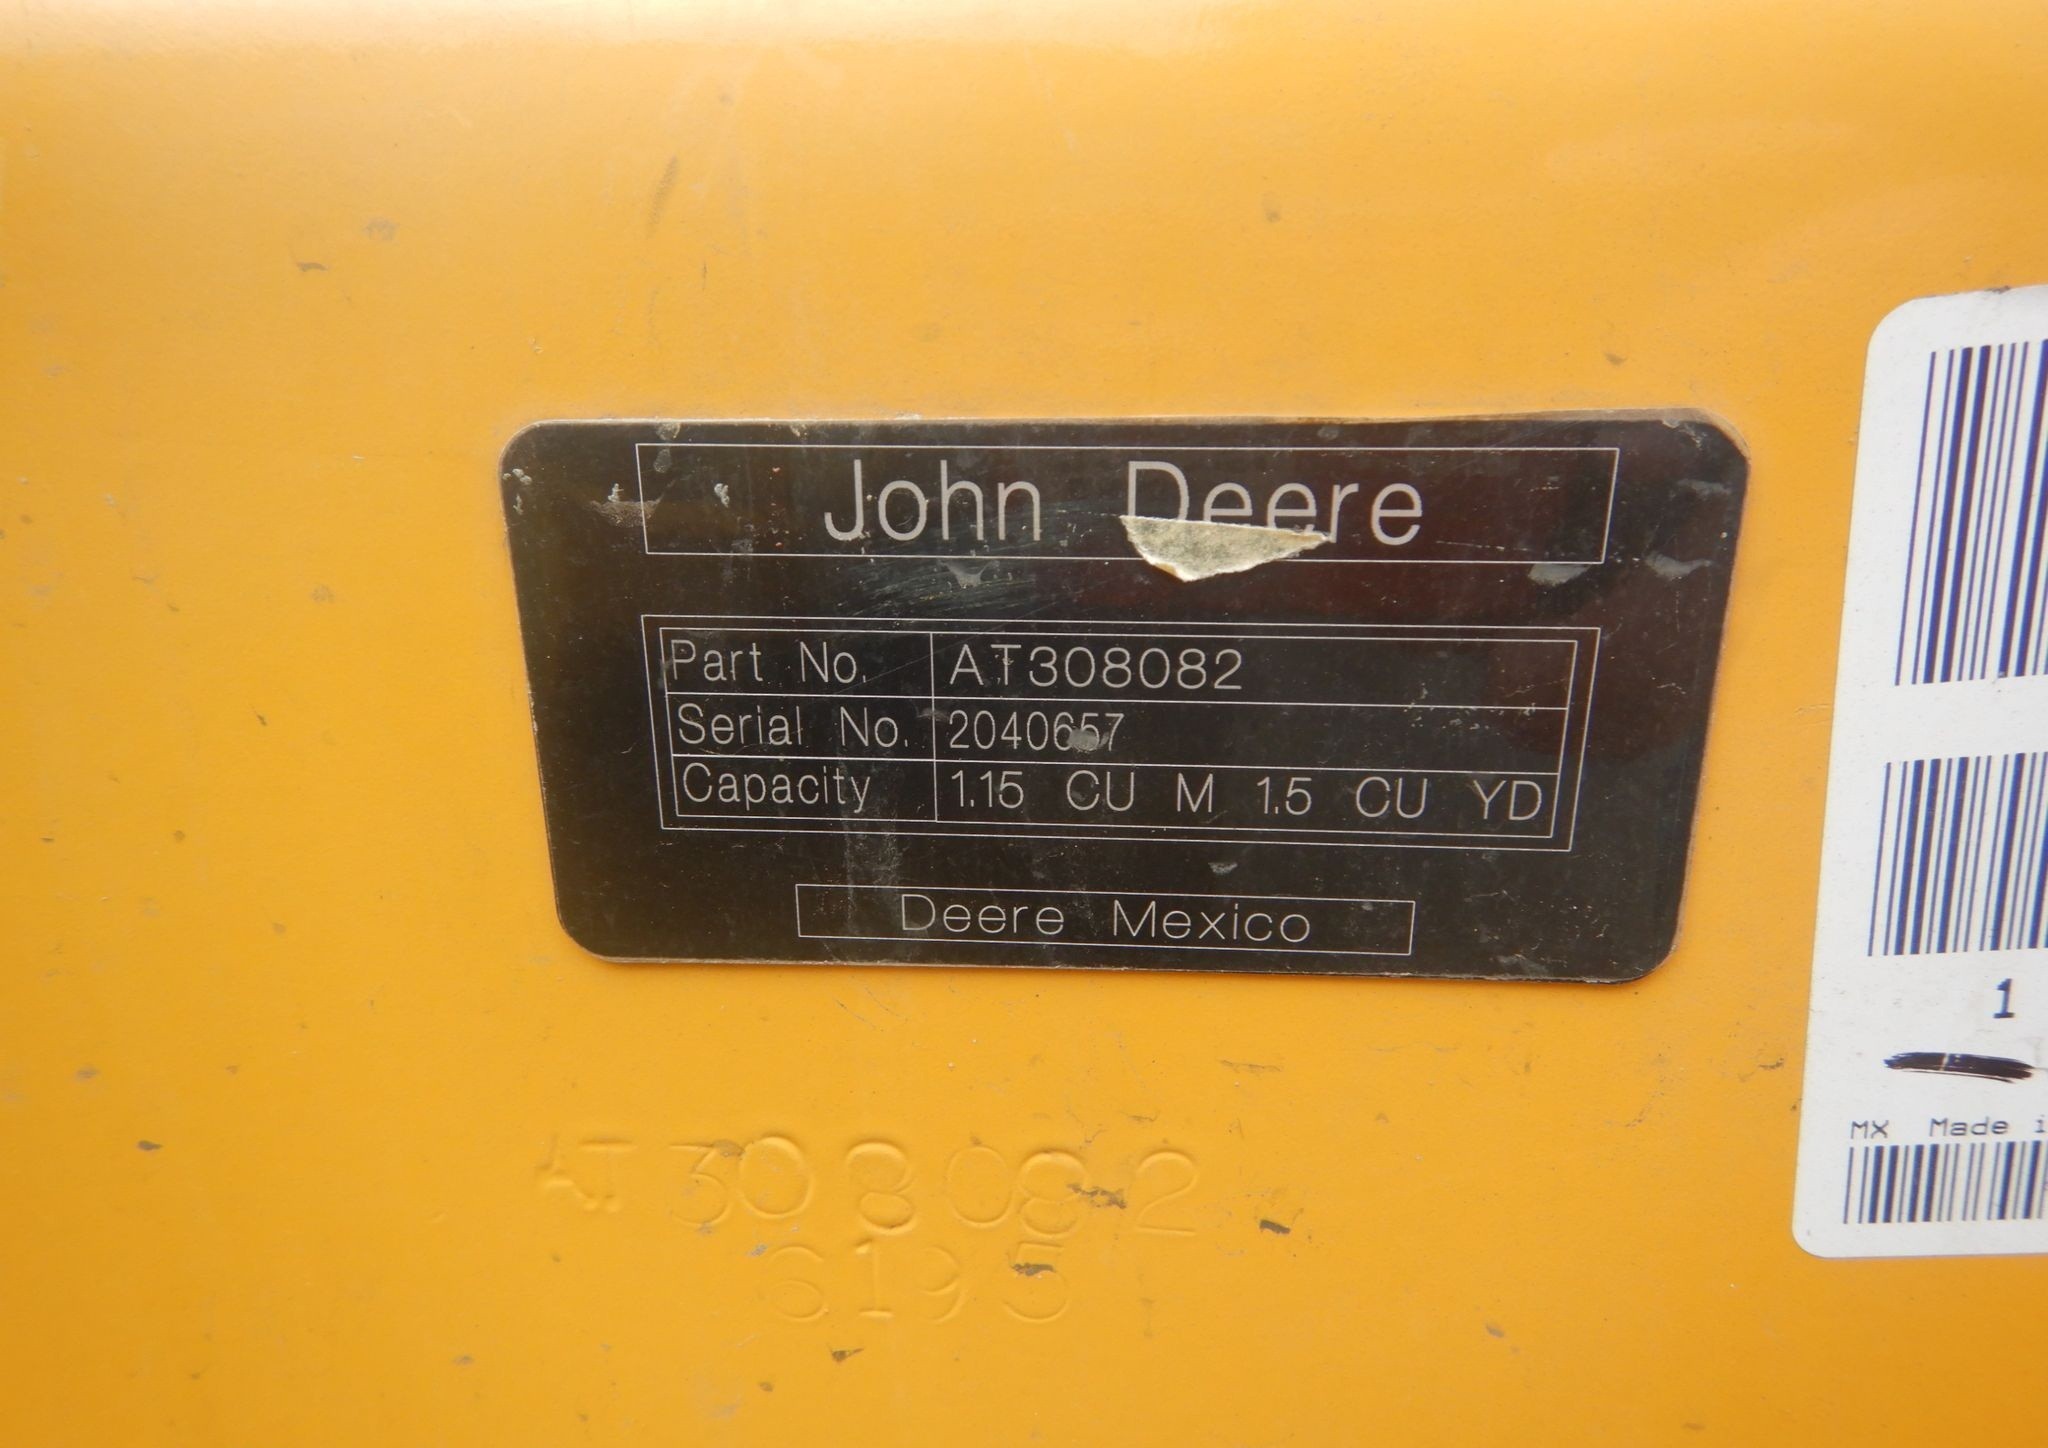 John Deere
Part No. AT308082
Serial No. 2040657
Capacity 1.15 CU M 1.5 CU YD
Deere Mexico
AT308082
6195
1
MX Made i